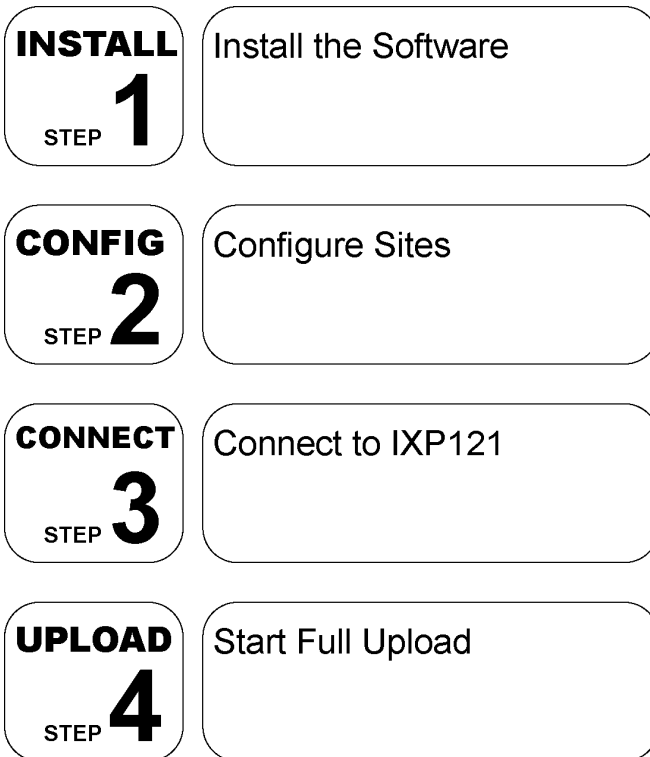 INSTALL
STEP 1
Install the Software
CONFIG
STEP 2
Configure Sites
CONNECT
STEP 3
Connect to IXP121
UPLOAD
STEP 4
Start Full Upload